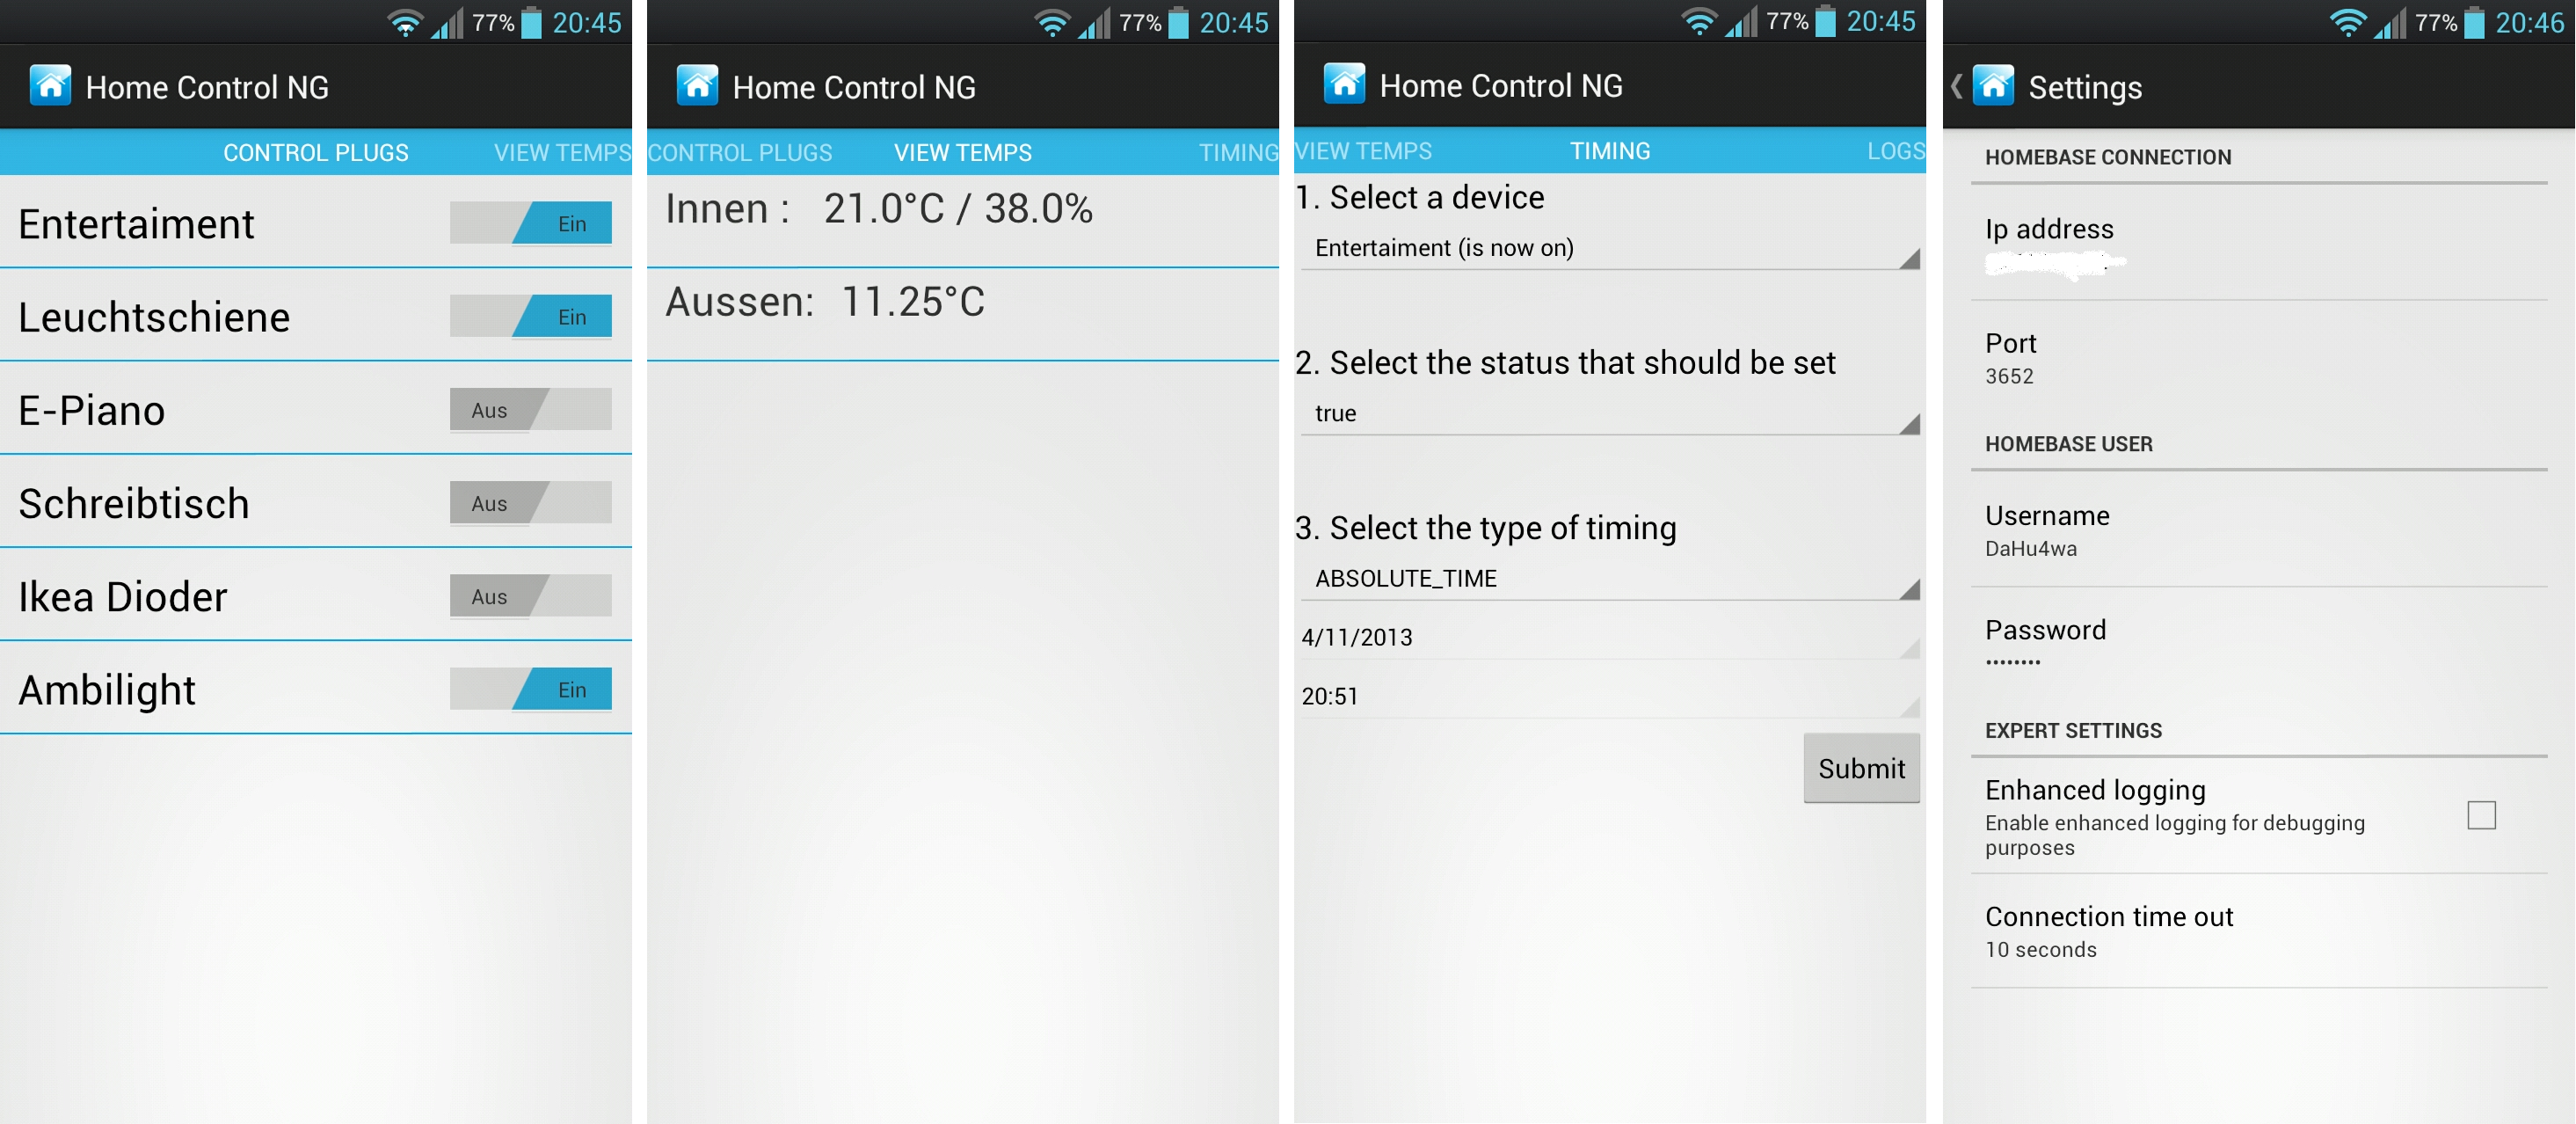 77% 20:45
Home Control NG
CONTROL PLUGS VIEW TEMPS
Entertaiment Ein
Leuchtschiene Ein
E-Piano Aus
Schreibtisch Aus
Ikea Dioder Aus
Ambilight Ein
77% 20:45
Home Control NG
CONTROL PLUGS VIEW TEMPS TIMING
Innen : 21.0°C / 38.0%
Aussen: 11.25°C
77% 20:45
Home Control NG
VIEW TEMPS TIMING LOGS
1. Select a device
Entertaiment (is now on)
2. Select the status that should be set
true
3. Select the type of timing
ABSOLUTE_TIME
4/11/2013
20:51
Submit
77% 20:46
Settings
HOMEBASE CONNECTION
Ip address
Port
3652
HOMEBASE USER
Username
DaHu4wa
Password
••••••••
EXPERT SETTINGS
Enhanced logging
Enable enhanced logging for debugging
purposes
Connection time out
10 seconds